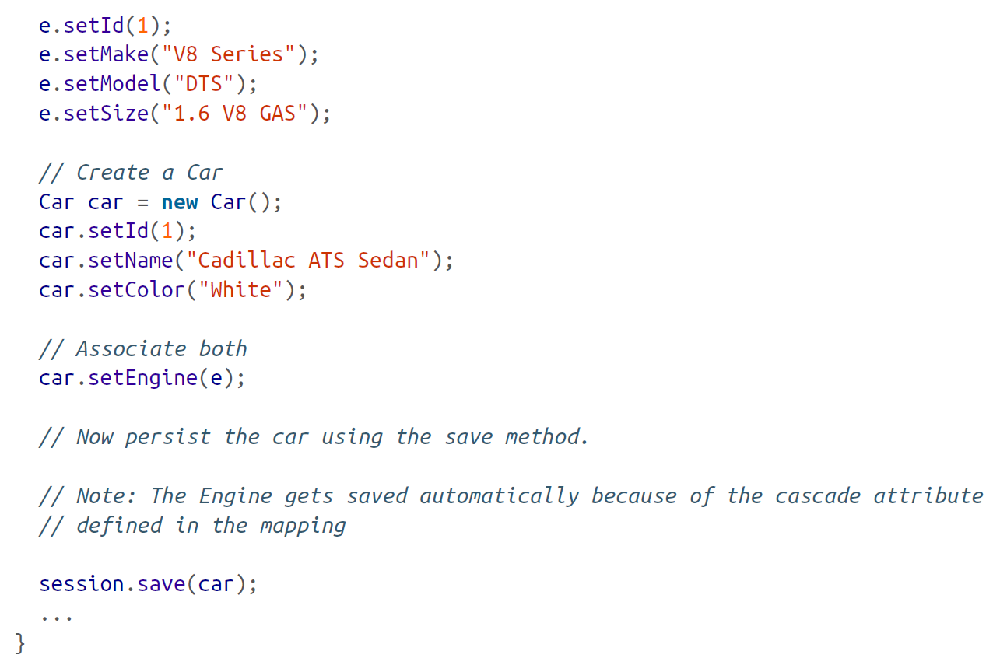 e.setId(1);
e.setMake("V8 Series");
e.setModel("DTS");
e.setSize("1.6 V8 GAS");
// Create a Car
Car car = new Car();
car.setId(1);
car.setName("Cadillac ATS Sedan");
car.setColor("White");
// Associate both
car.setEngine(e);
// Now persist the car using the save method.
// Note: The Engine gets saved automatically because of the cascade attribute
// defined in the mapping
session.save(car);
...
}